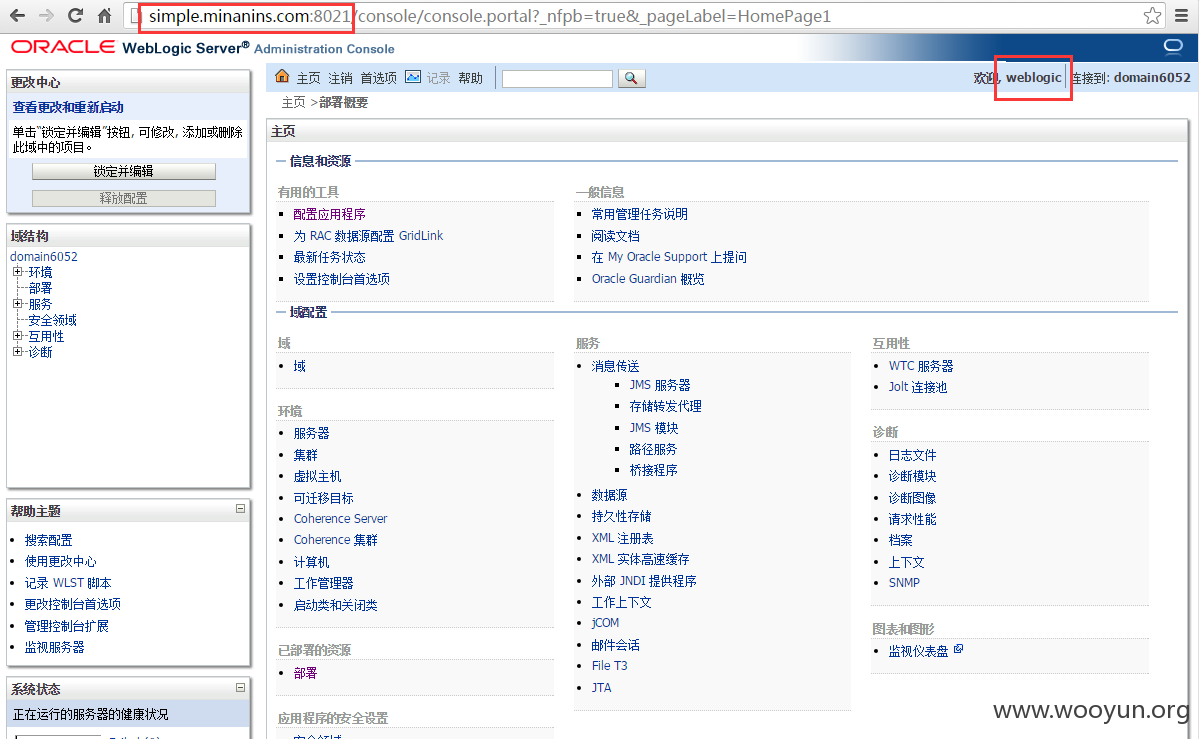 simple.minanins.com:8021/console/console.portal?_nfpb=true&_pageLabel=HomePage1
ORACLE WebLogic Server® Administration Console
更改中心
查看更改和重新启动
单击“锁定并编辑”按钮, 可修改, 添加或删除
此域中的项目。
锁定并编辑
释放配置
域结构
domain6052
环境
部署
服务
安全领域
互用性
诊断
帮助主题
搜索配置
使用更改中心
记录 WLST 脚本
更改控制台首选项
管理控制台扩展
监视服务器
系统状态
正在运行的服务器的健康状况
主页 注销 首选项 记录 帮助
欢迎, weblogic 连接到: domain6052
主页 >部署概要
主页
信息和资源
有用的工具
配置应用程序
为 RAC 数据源配置 GridLink
最新任务状态
设置控制台首选项
一般信息
常用管理任务说明
阅读文档
在 My Oracle Support 上提问
Oracle Guardian 概览
域配置
域
域
环境
服务器
集群
虚拟主机
可迁移目标
Coherence Server
Coherence 集群
计算机
工作管理器
启动类和关闭类
已部署的资源
部署
应用程序的安全设置
安全领域
服务
消息传送
JMS 服务器
存储转发代理
JMS 模块
路径服务
桥接程序
数据源
持久性存储
XML 注册表
XML 实体高速缓存
外部 JNDI 提供程序
工作上下文
jCOM
邮件会话
File T3
JTA
互用性
WTC 服务器
Jolt 连接池
诊断
日志文件
诊断模块
诊断图像
请求性能
档案
上下文
SNMP
图表和图形
监视仪表盘
www.wooyun.org